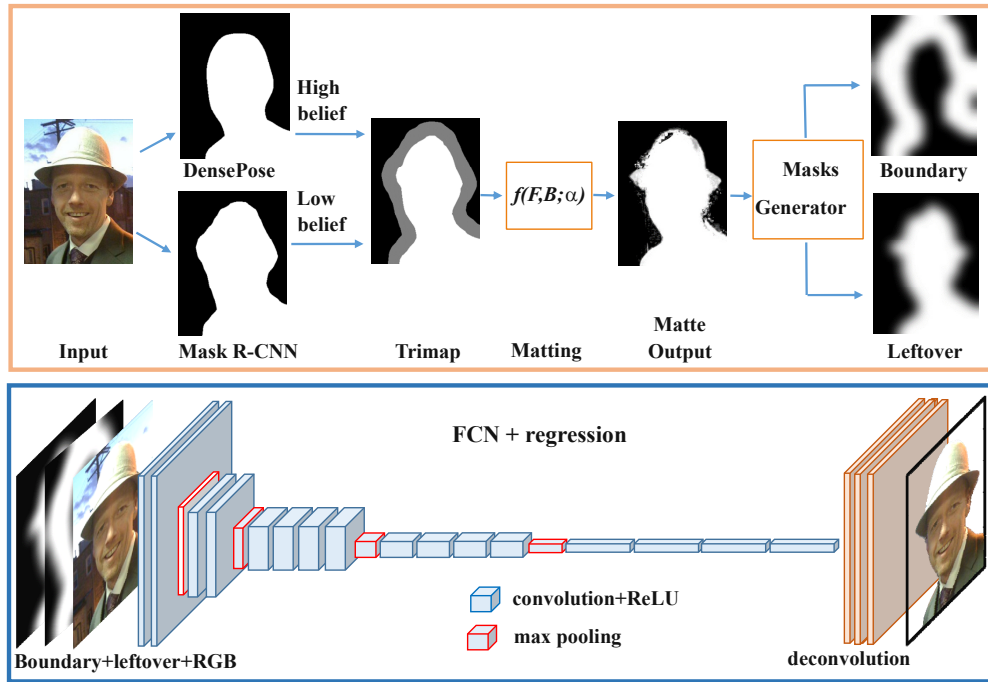 High
belief
DensePose
Low
belief
f(F,B;α)
Masks
Generator
Boundary
Input
Mask R-CNN
Trimap
Matting
Matte
Output
Leftover
FCN + regression
convolution+ReLU
max pooling
Boundary+leftover+RGB
deconvolution